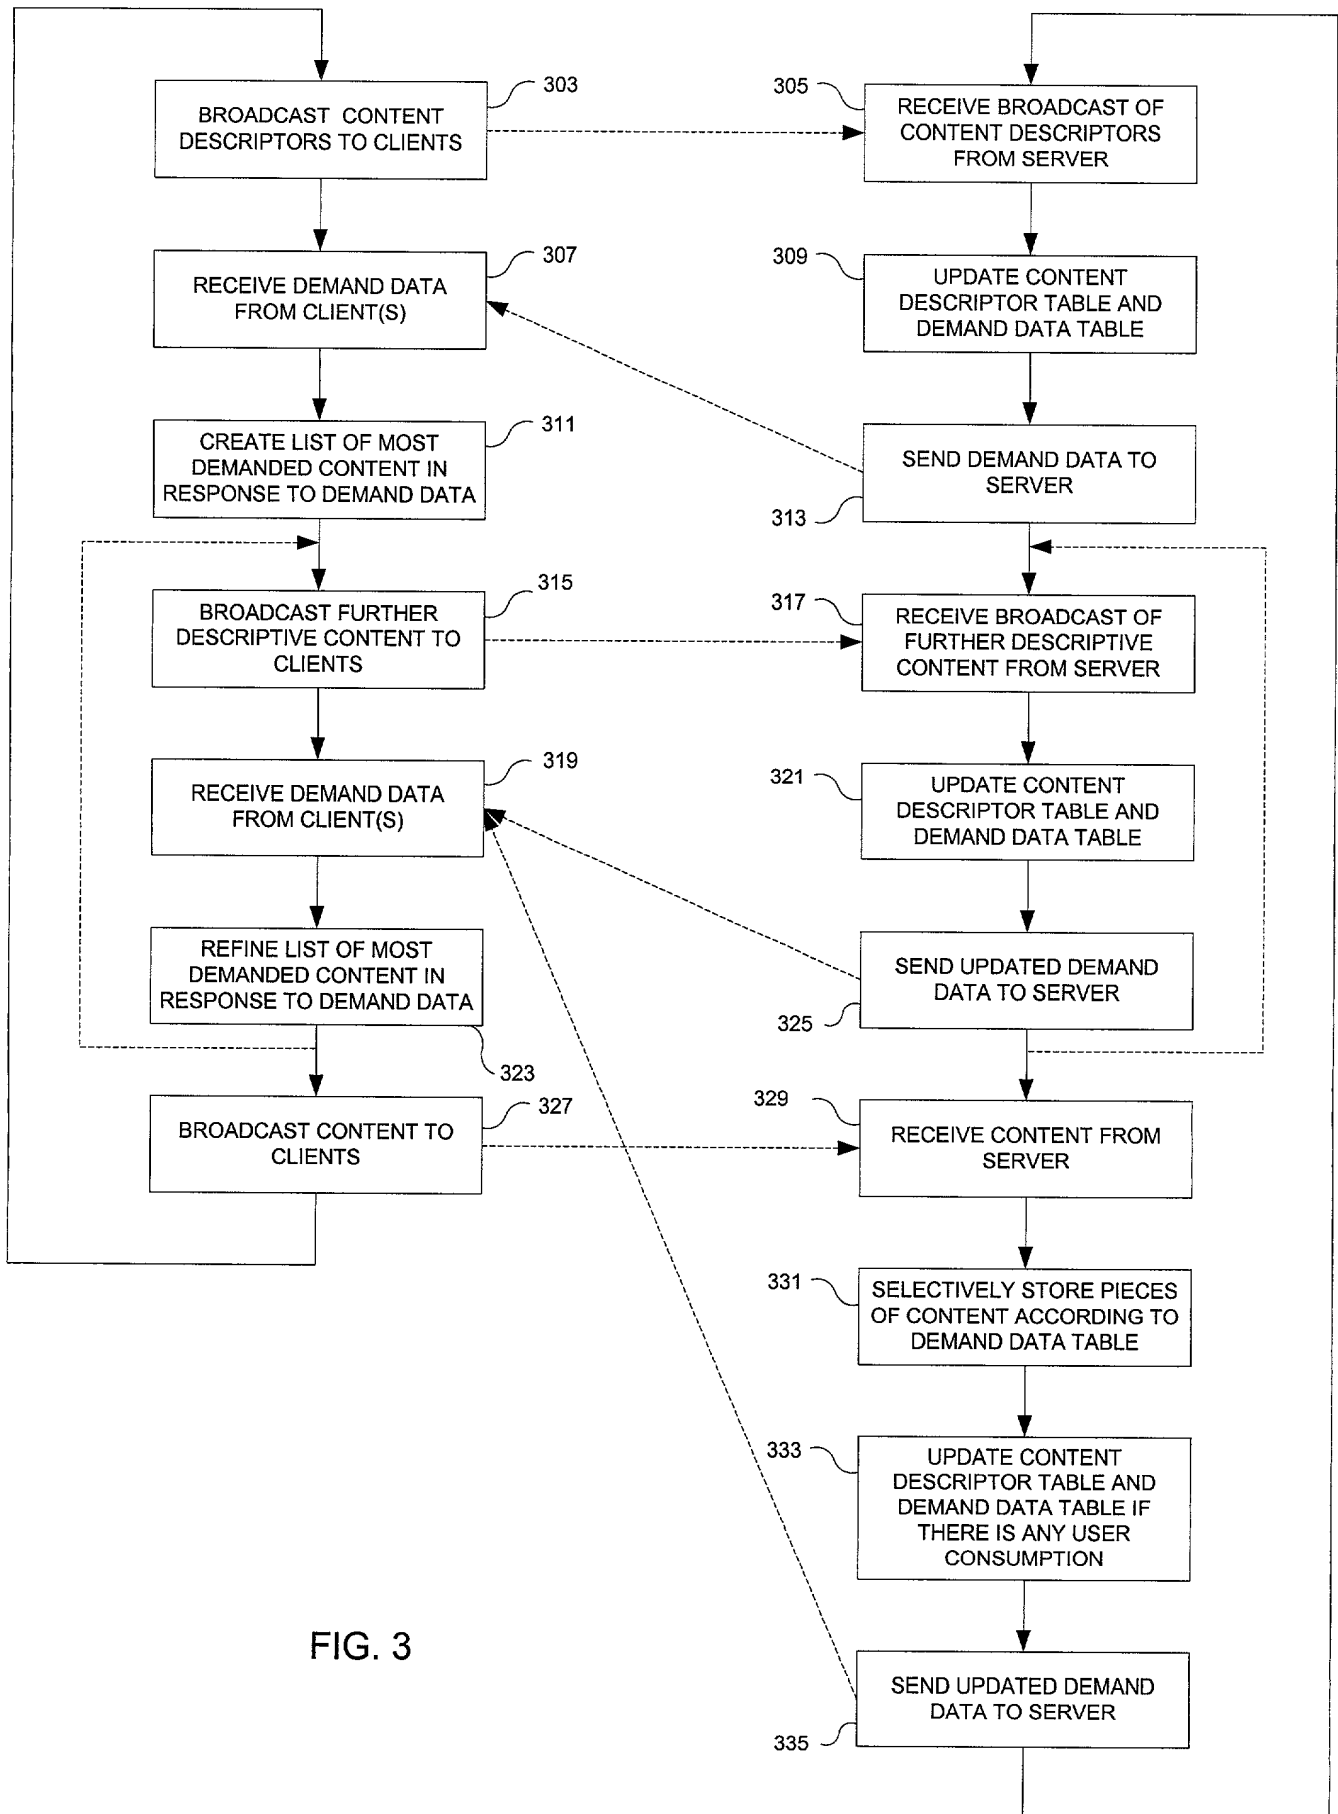 303
BROADCAST CONTENT
DESCRIPTORS TO CLIENTS
305
RECEIVE BROADCAST OF
CONTENT DESCRIPTORS
FROM SERVER
307
RECEIVE DEMAND DATA
FROM CLIENT(S)
309
UPDATE CONTENT
DESCRIPTOR TABLE AND
DEMAND DATA TABLE
311
CREATE LIST OF MOST
DEMANDED CONTENT IN
RESPONSE TO DEMAND DATA
SEND DEMAND DATA TO
SERVER
313
315
BROADCAST FURTHER
DESCRIPTIVE CONTENT TO
CLIENTS
317
RECEIVE BROADCAST OF
FURTHER DESCRIPTIVE
CONTENT FROM SERVER
319
RECEIVE DEMAND DATA
FROM CLIENT(S)
321
UPDATE CONTENT
DESCRIPTOR TABLE AND
DEMAND DATA TABLE
REFINE LIST OF MOST
DEMANDED CONTENT IN
RESPONSE TO DEMAND DATA
323
SEND UPDATED DEMAND
DATA TO SERVER
325
327
BROADCAST CONTENT TO
CLIENTS
329
RECEIVE CONTENT FROM
SERVER
331
SELECTIVELY STORE PIECES
OF CONTENT ACCORDING TO
DEMAND DATA TABLE
333
UPDATE CONTENT
DESCRIPTOR TABLE AND
DEMAND DATA TABLE IF
THERE IS ANY USER
CONSUMPTION
SEND UPDATED DEMAND
DATA TO SERVER
335
FIG. 3